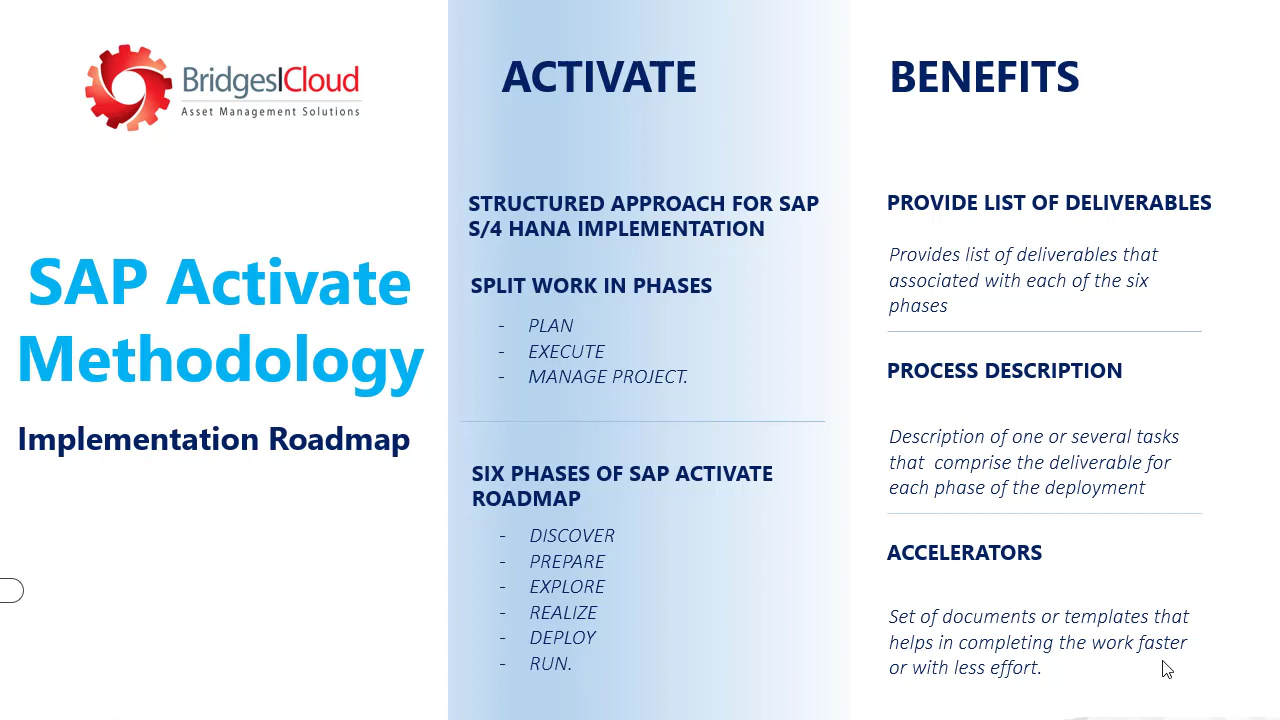 BridgesICloud
Asset Management Solutions
SAP Activate
Methodology
Implementation Roadmap
ACTIVATE
STRUCTURED APPROACH FOR SAP
S/4 HANA IMPLEMENTATION
SPLIT WORK IN PHASES
- PLAN
- EXECUTE
- MANAGE PROJECT.
SIX PHASES OF SAP ACTIVATE
ROADMAP
- DISCOVER
- PREPARE
- EXPLORE
- REALIZE
- DEPLOY
- RUN.
BENEFITS
PROVIDE LIST OF DELIVERABLES
Provides list of deliverables that
associated with each of the six
phases
PROCESS DESCRIPTION
Description of one or several tasks
that comprise the deliverable for
each phase of the deployment
ACCELERATORS
Set of documents or templates that
helps in completing the work faster
or with less effort.